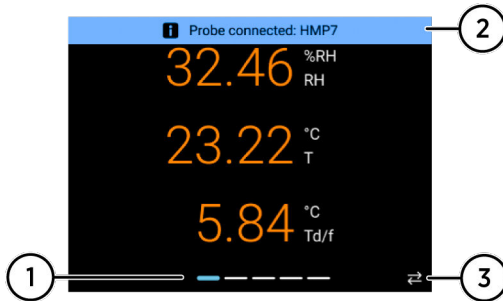 Probe connected: HMP7
2
32.46 %RH
RH
23.22 °C
T
5.84 °C
Td/f
1
3